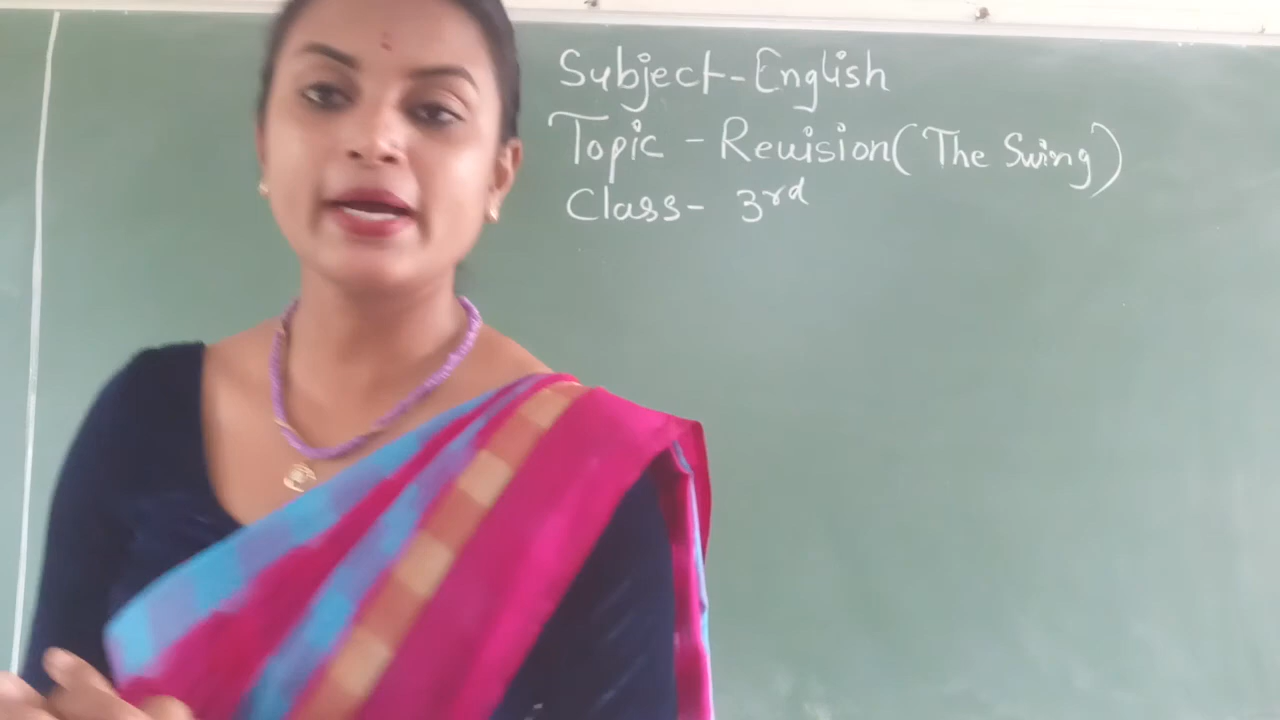 Subject-English
Topic - Revision (The Swing)
Class- 3rd